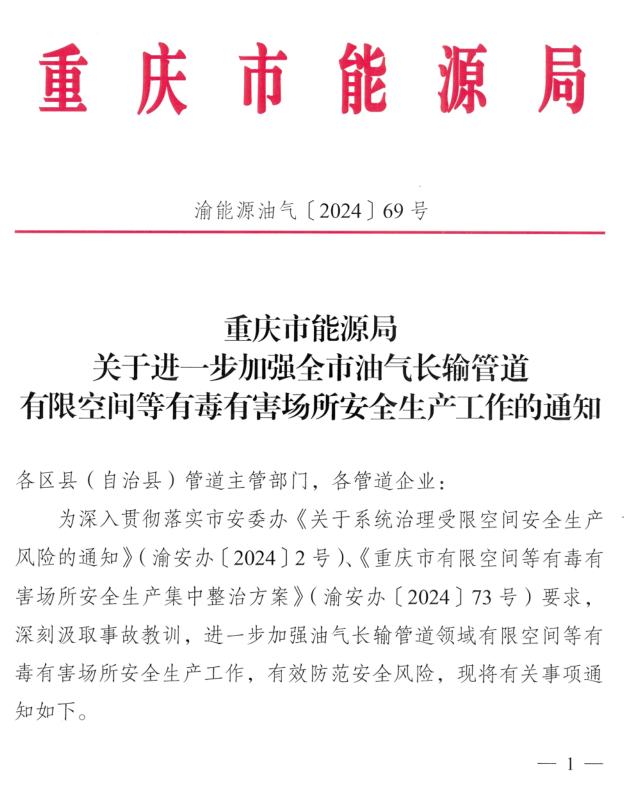 重庆市能源局
渝能源油气〔2024〕69 号
重庆市能源局
关于进一步加强全市油气长输管道
有限空间等有毒有害场所安全生产工作的通知
各区县（自治县）管道主管部门，各管道企业：
为深入贯彻落实市安委办《关于系统治理受限空间安全生产
风险的通知》（渝安办〔2024〕2 号）、《重庆市有限空间等有毒有
害场所安全生产集中整治方案》（渝安办〔2024〕73 号）要求，
深刻汲取事故教训，进一步加强油气长输管道领域有限空间等有
毒有害场所安全生产工作，有效防范安全风险，现将有关事项通
知如下。
— 1 —